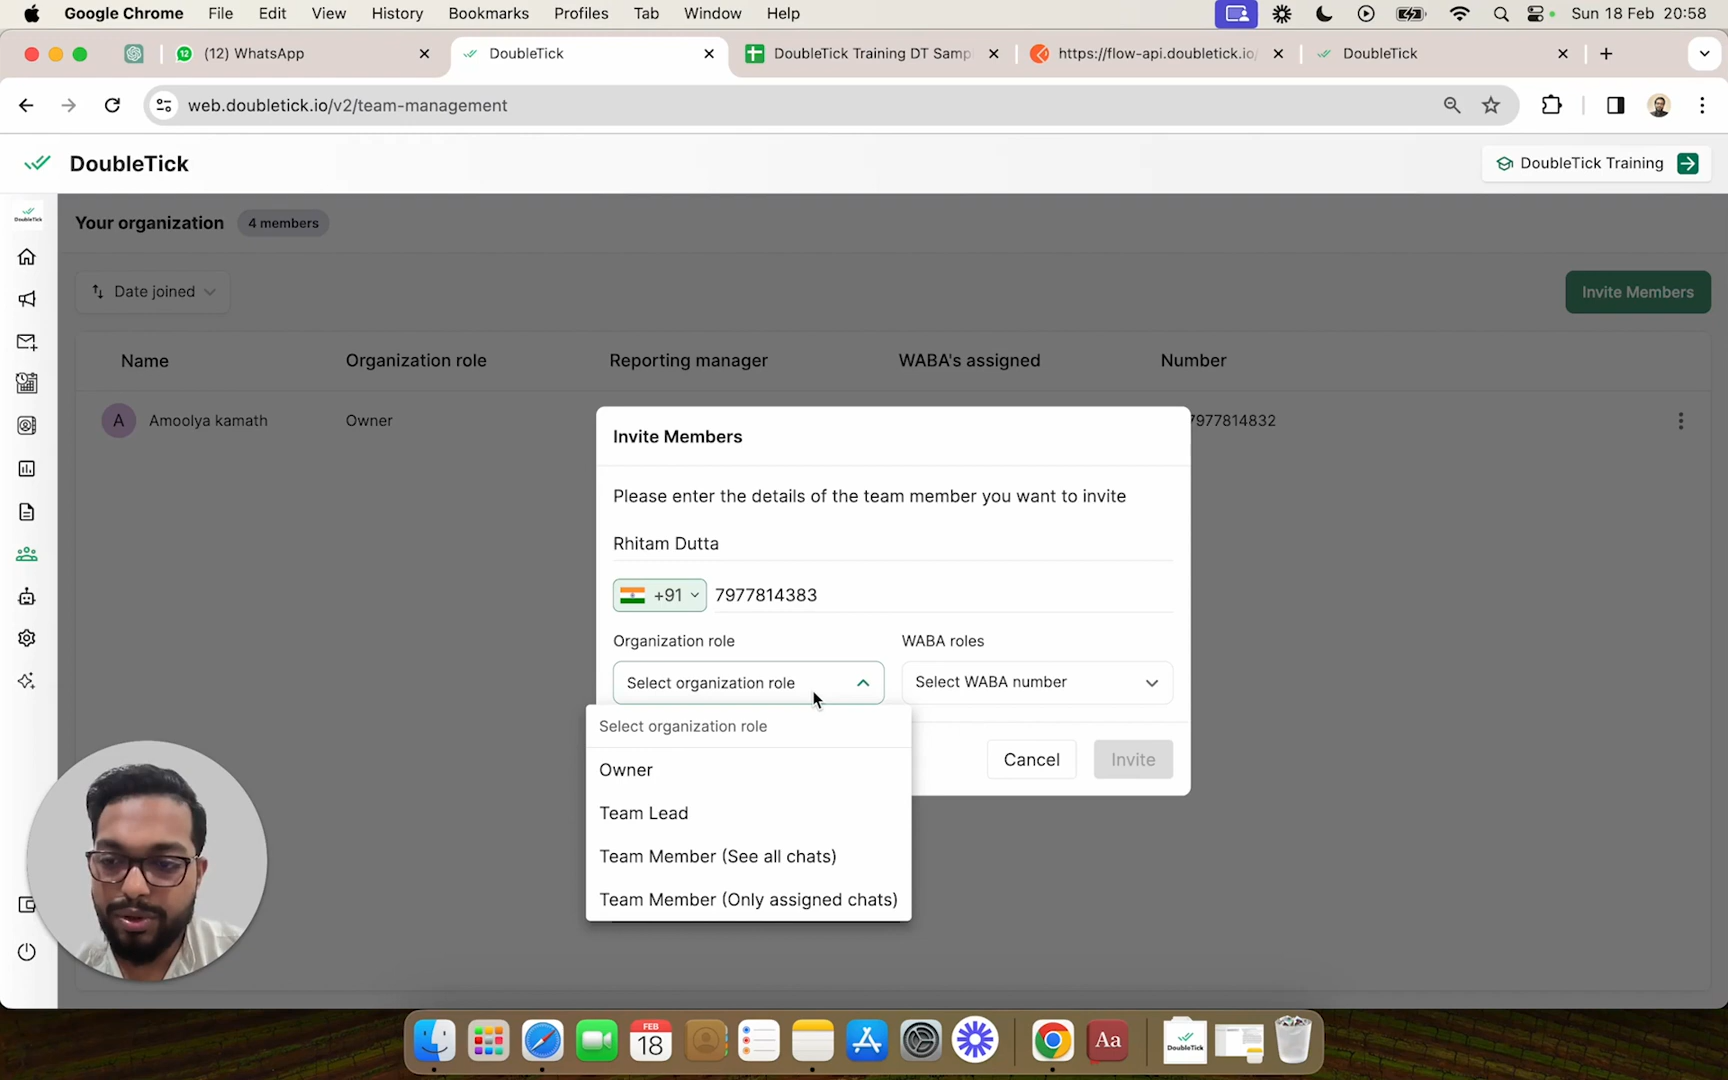 Google Chrome File Edit View History Bookmarks Profiles Tab Window Help Sun 18 Feb 20:58
(12) WhatsApp DoubleTick DoubleTick Training DT Samp https://flow-api.doubletick.io/ DoubleTick
web.doubletick.io/v2/team-management
DoubleTick DoubleTick Training
DoubleTick
Your organization 4 members
Date joined Invite Members
Name Organization role Reporting manager WABA's assigned Number
A Amoolya kamath Owner 7977814832
Invite Members
Please enter the details of the team member you want to invite
Rhitam Dutta
+91 7977814383
Organization role WABA roles
Select organization role Select WABA number
Select organization role
Cancel Invite
Owner
Team Lead
Team Member (See all chats)
Team Member (Only assigned chats)
FEB
18
Aa
DoubleTick